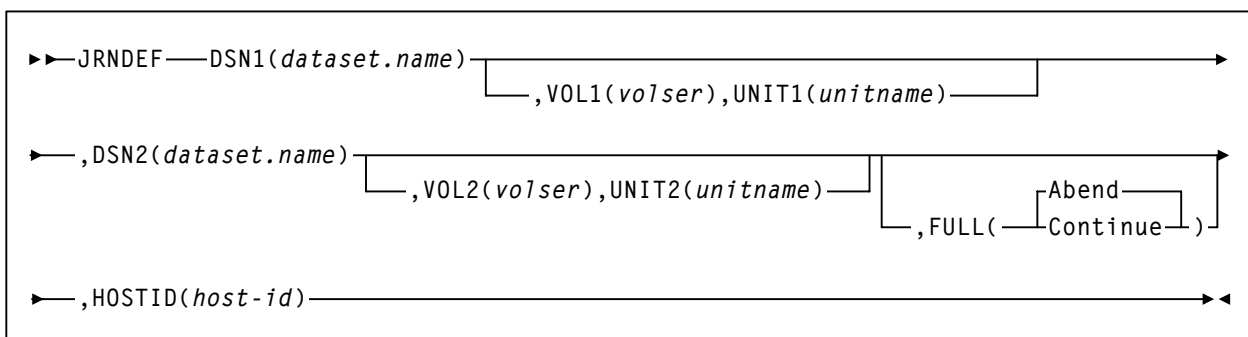 JRNDEF DSN1(dataset.name)
,VOL1(volser),UNIT1(unitname)
,DSN2(dataset.name)
,VOL2(volser),UNIT2(unitname)
,FULL( Abend
Continue )
,HOSTID(host-id)